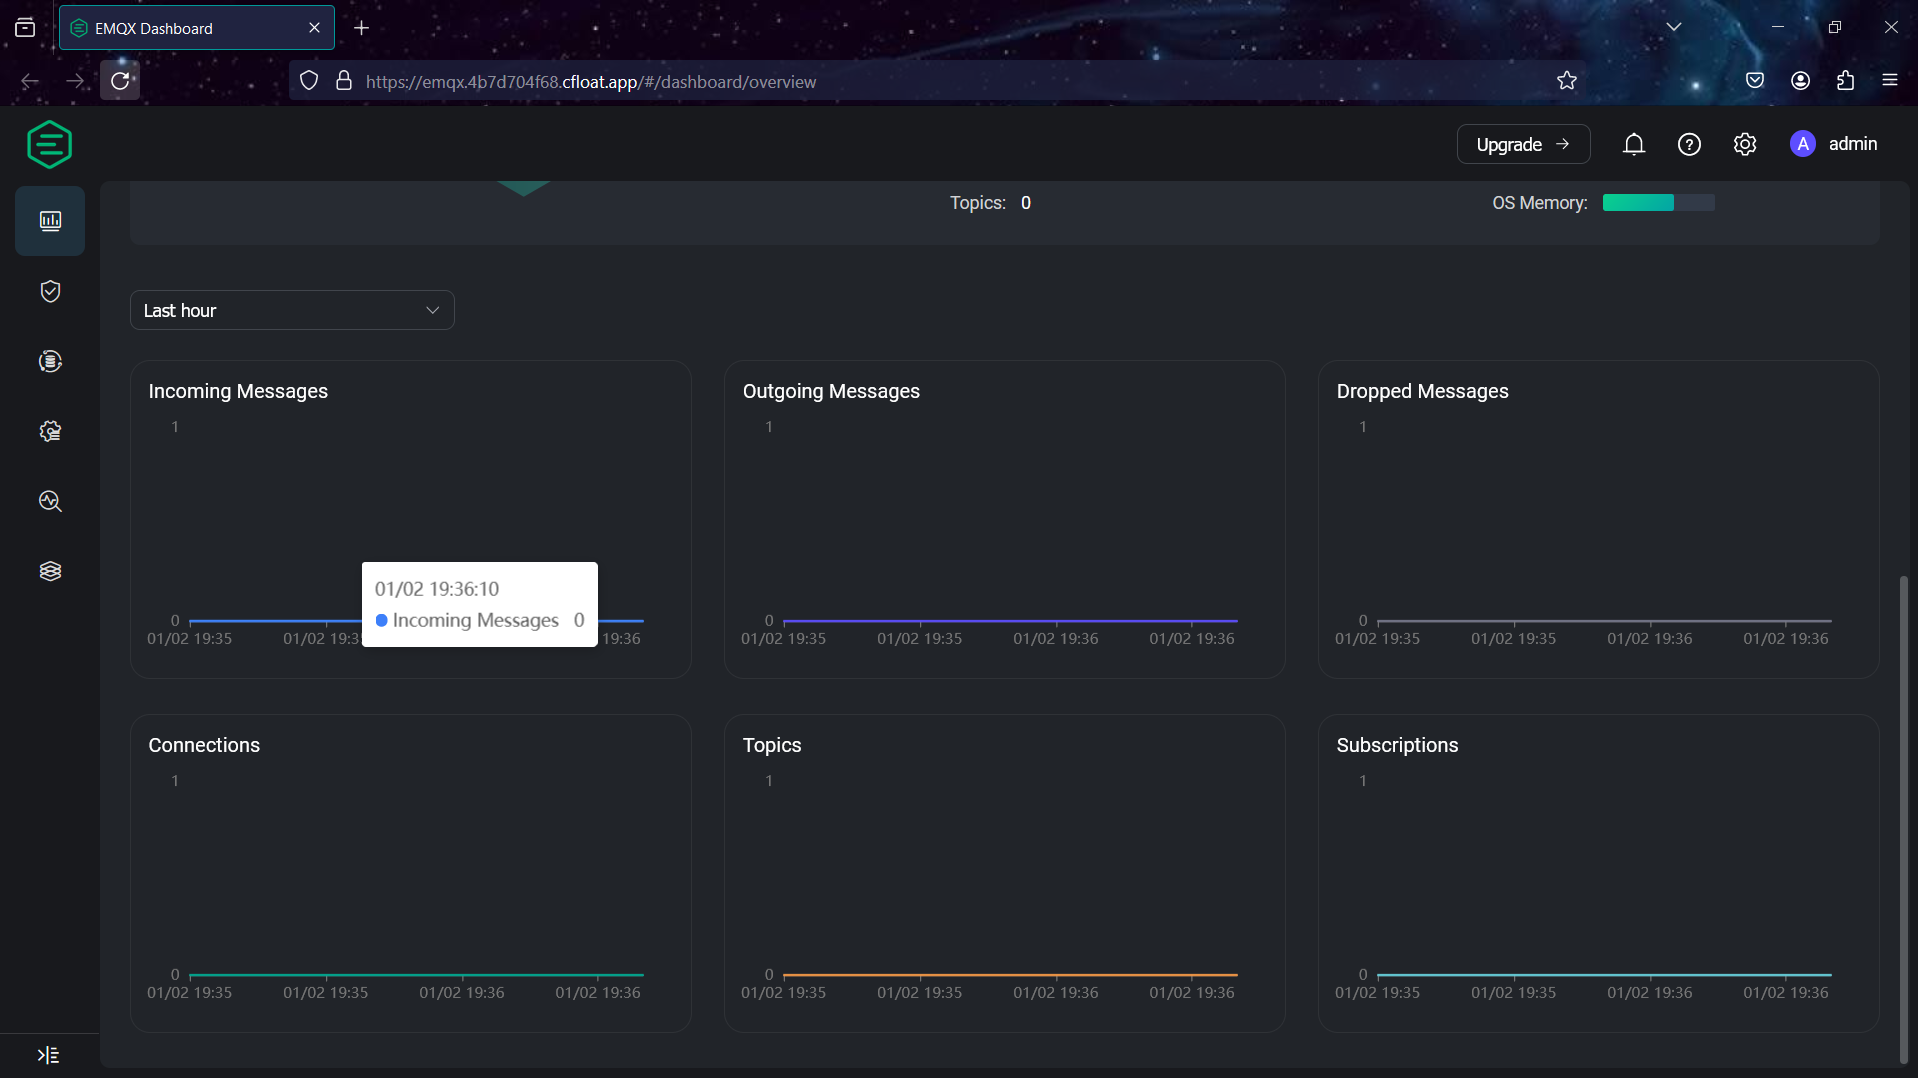 EMQX Dashboard
https://emqx.4b7d704f68.cfloat.app/#/dashboard/overview
Upgrade
A admin
Topics: 0
OS Memory:
Last hour
Incoming Messages
1
0
01/02 19:35 01/02 19:35 19:36
01/02 19:36:10
Incoming Messages 0
Outgoing Messages
1
0
01/02 19:35 01/02 19:35 01/02 19:36 01/02 19:36
Dropped Messages
1
0
01/02 19:35 01/02 19:35 01/02 19:36 01/02 19:36
Connections
1
0
01/02 19:35 01/02 19:35 01/02 19:36 01/02 19:36
Topics
1
0
01/02 19:35 01/02 19:35 01/02 19:36 01/02 19:36
Subscriptions
1
0
01/02 19:35 01/02 19:35 01/02 19:36 01/02 19:36